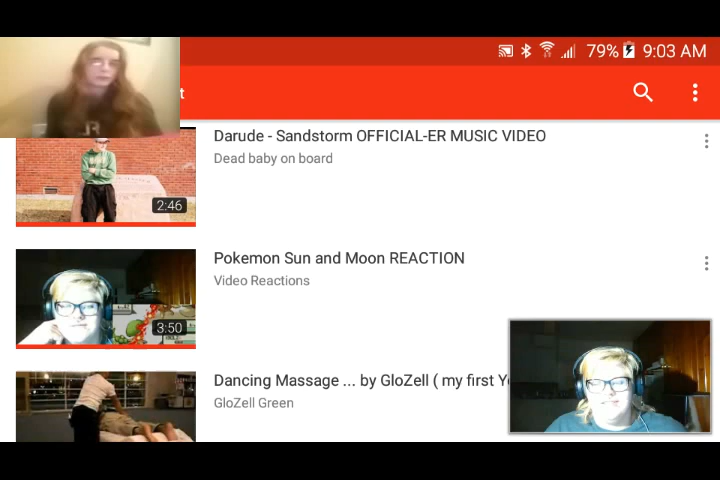 79% 9:03 AM
t
Darude - Sandstorm OFFICIAL-ER MUSIC VIDEO
Dead baby on board
2:46
Pokemon Sun and Moon REACTION
Video Reactions
3:50
Dancing Massage ... by GloZell ( my first Y
GloZell Green